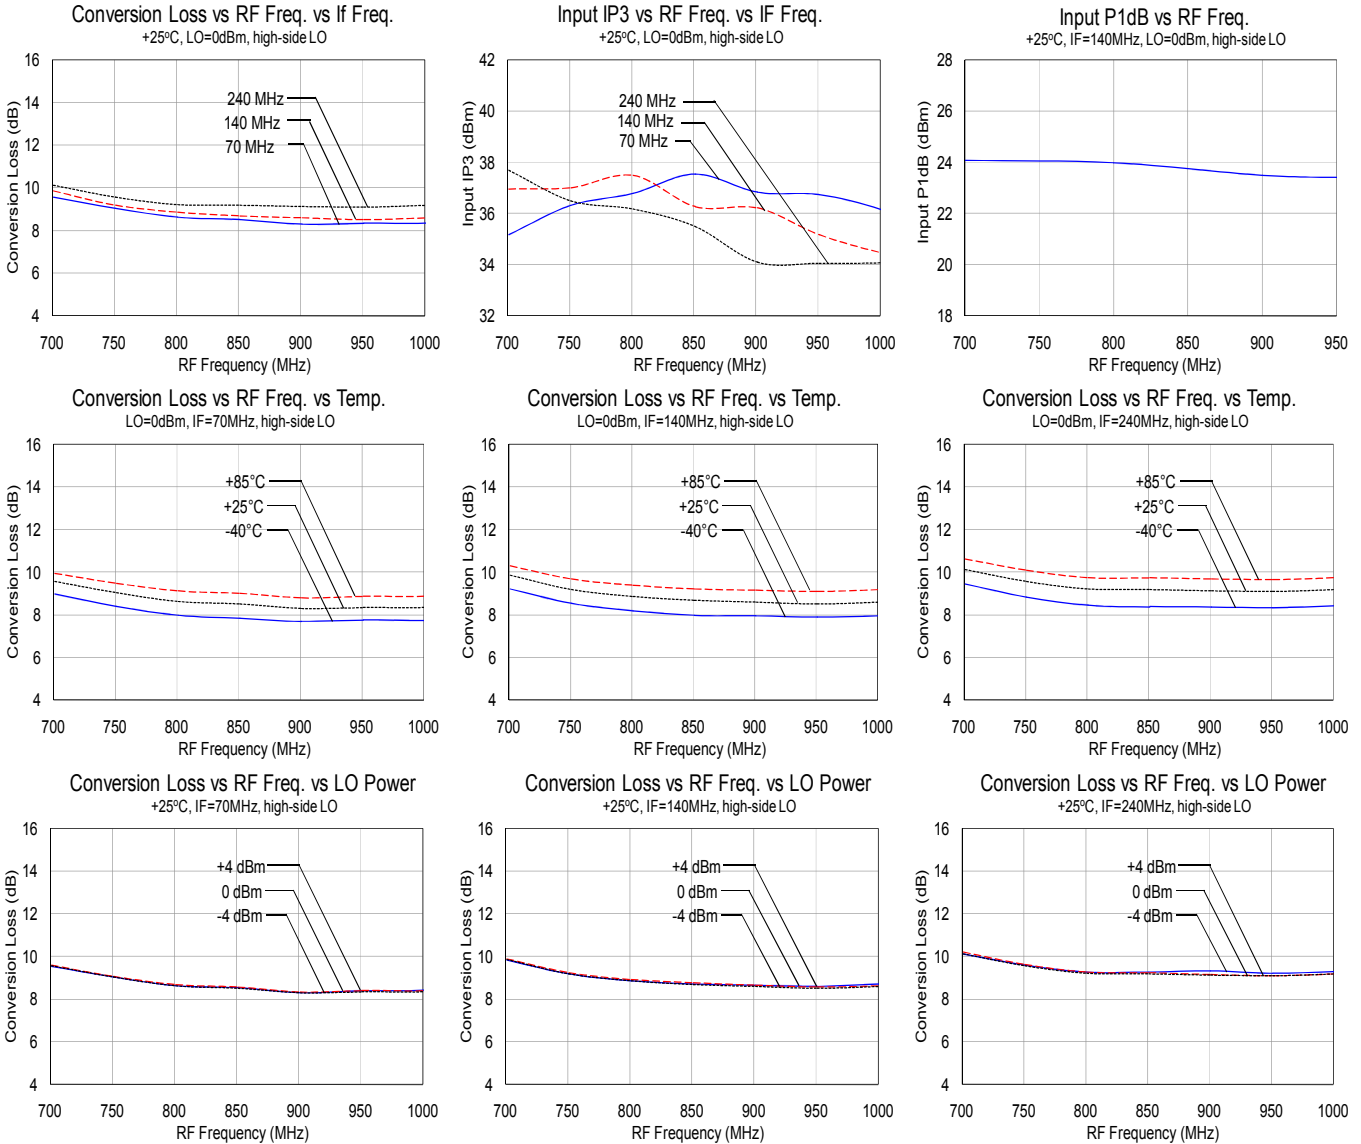 Conversion Loss vs RF Freq. vs If Freq.
+25ºC, LO=0dBm, high-side LO
Conversion Loss (dB)
16
14
12
10
8
6
4
240 MHz
140 MHz
70 MHz
700 750 800 850 900 950 1000
RF Frequency (MHz)
Input IP3 vs RF Freq. vs IF Freq.
+25ºC, LO=0dBm, high-side LO
Input IP3 (dBm)
42
40
38
36
34
32
240 MHz
140 MHz
70 MHz
700 750 800 850 900 950 1000
RF Frequency (MHz)
Input P1dB vs RF Freq.
+25ºC, IF=140MHz, LO=0dBm, high-side LO
Input P1dB (dBm)
28
26
24
22
20
18
700 750 800 850 900 950
RF Frequency (MHz)
Conversion Loss vs RF Freq. vs Temp.
LO=0dBm, IF=70MHz, high-side LO
Conversion Loss (dB)
16
14
12
10
8
6
4
+85°C
+25°C
-40°C
700 750 800 850 900 950 1000
RF Frequency (MHz)
Conversion Loss vs RF Freq. vs Temp.
LO=0dBm, IF=140MHz, high-side LO
Conversion Loss (dB)
16
14
12
10
8
6
4
+85°C
+25°C
-40°C
700 750 800 850 900 950 1000
RF Frequency (MHz)
Conversion Loss vs RF Freq. vs Temp.
LO=0dBm, IF=240MHz, high-side LO
Conversion Loss (dB)
16
14
12
10
8
6
4
+85°C
+25°C
-40°C
700 750 800 850 900 950 1000
RF Frequency (MHz)
Conversion Loss vs RF Freq. vs LO Power
+25ºC, IF=70MHz, high-side LO
Conversion Loss (dB)
16
14
12
10
8
6
4
+4 dBm
0 dBm
-4 dBm
700 750 800 850 900 950 1000
RF Frequency (MHz)
Conversion Loss vs RF Freq. vs LO Power
+25ºC, IF=140MHz, high-side LO
Conversion Loss (dB)
16
14
12
10
8
6
4
+4 dBm
0 dBm
-4 dBm
700 750 800 850 900 950 1000
RF Frequency (MHz)
Conversion Loss vs RF Freq. vs LO Power
+25ºC, IF=240MHz, high-side LO
Conversion Loss (dB)
16
14
12
10
8
6
4
+4 dBm
0 dBm
-4 dBm
700 750 800 850 900 950 1000
RF Frequency (MHz)